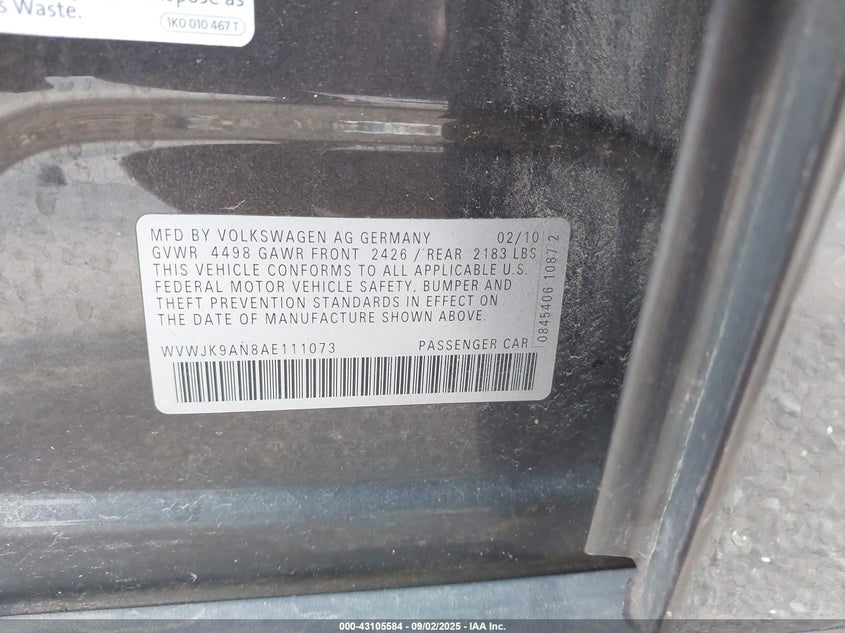 as
s Waste.
1K0 010 467 T
MFD BY VOLKSWAGEN AG GERMANY 02/10
GVWR 4498 GAWR FRONT 2426 / REAR 2183 LBS
THIS VEHICLE CONFORMS TO ALL APPLICABLE U.S.
FEDERAL MOTOR VEHICLE SAFETY, BUMPER AND
THEFT PREVENTION STANDARDS IN EFFECT ON
THE DATE OF MANUFACTURE SHOWN ABOVE.
WVWJK9AN8AE111073 PASSENGER CAR
0845406 1087 2
000-43105584 - 09/02/2025 - IAA Inc.